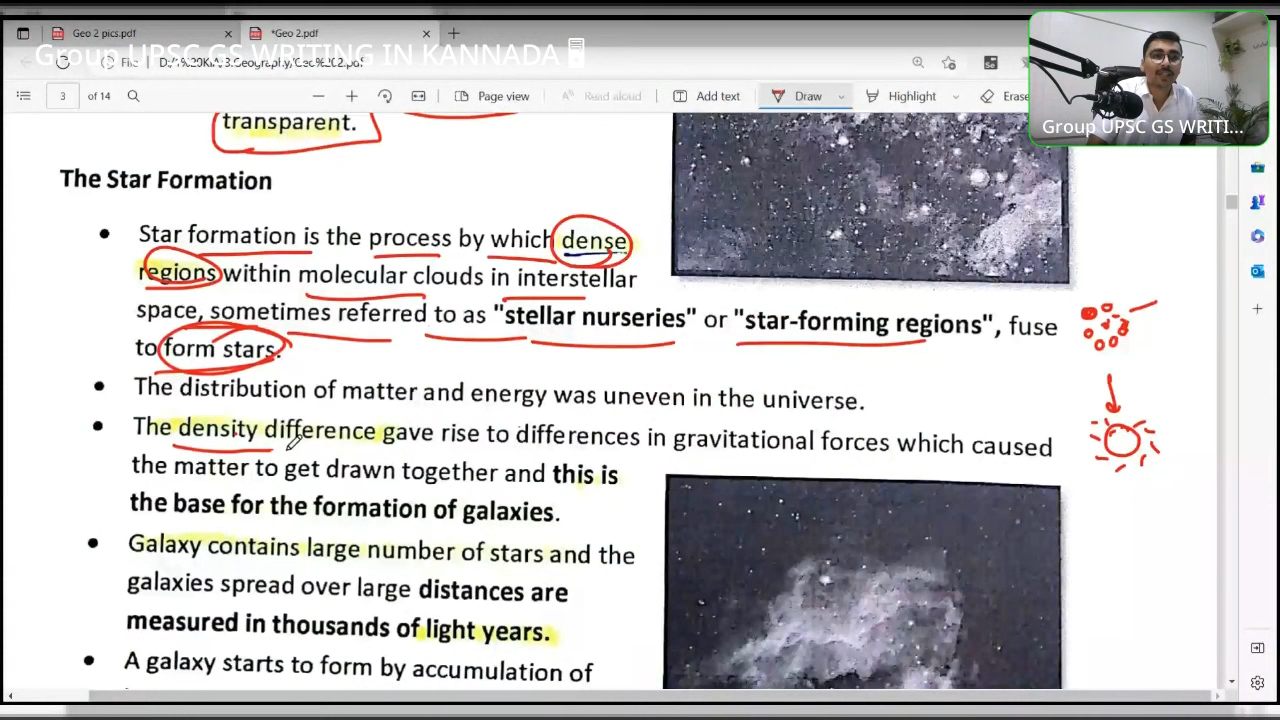 Geo 2 pics.pdf
*Geo 2.pdf
Group UPSC GS WRITING IN KANNADA
File
3 of 14
Page view
Read aloud
Add text
Draw
Highlight
Erase
Group UPSC GS WRITI...
transparent.
The Star Formation
Star formation is the process by which dense
regions within molecular clouds in interstellar
space, sometimes referred to as "stellar nurseries" or "star-forming regions", fuse
to form stars.
The distribution of matter and energy was uneven in the universe.
The density difference gave rise to differences in gravitational forces which caused
the matter to get drawn together and this is
the base for the formation of galaxies.
Galaxy contains large number of stars and the
galaxies spread over large distances are
measured in thousands of light years.
A galaxy starts to form by accumulation of